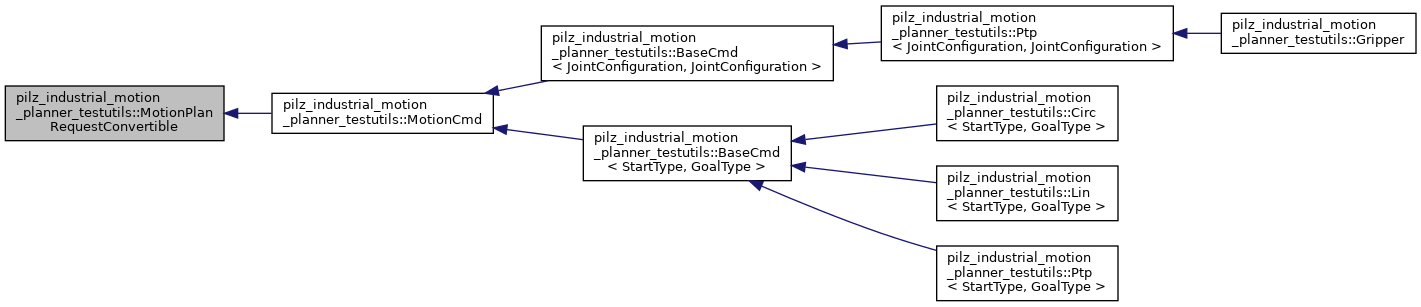 pilz_industrial_motion
_planner_testutils::MotionPlan
RequestConvertible
pilz_industrial_motion
_planner_testutils::MotionCmd
pilz_industrial_motion
_planner_testutils::BaseCmd
< JointConfiguration, JointConfiguration >
pilz_industrial_motion
_planner_testutils::Ptp
< JointConfiguration, JointConfiguration >
pilz_industrial_motion
_planner_testutils::Gripper
pilz_industrial_motion
_planner_testutils::BaseCmd
< StartType, GoalType >
pilz_industrial_motion
_planner_testutils::Circ
< StartType, GoalType >
pilz_industrial_motion
_planner_testutils::Lin
< StartType, GoalType >
pilz_industrial_motion
_planner_testutils::Ptp
< StartType, GoalType >